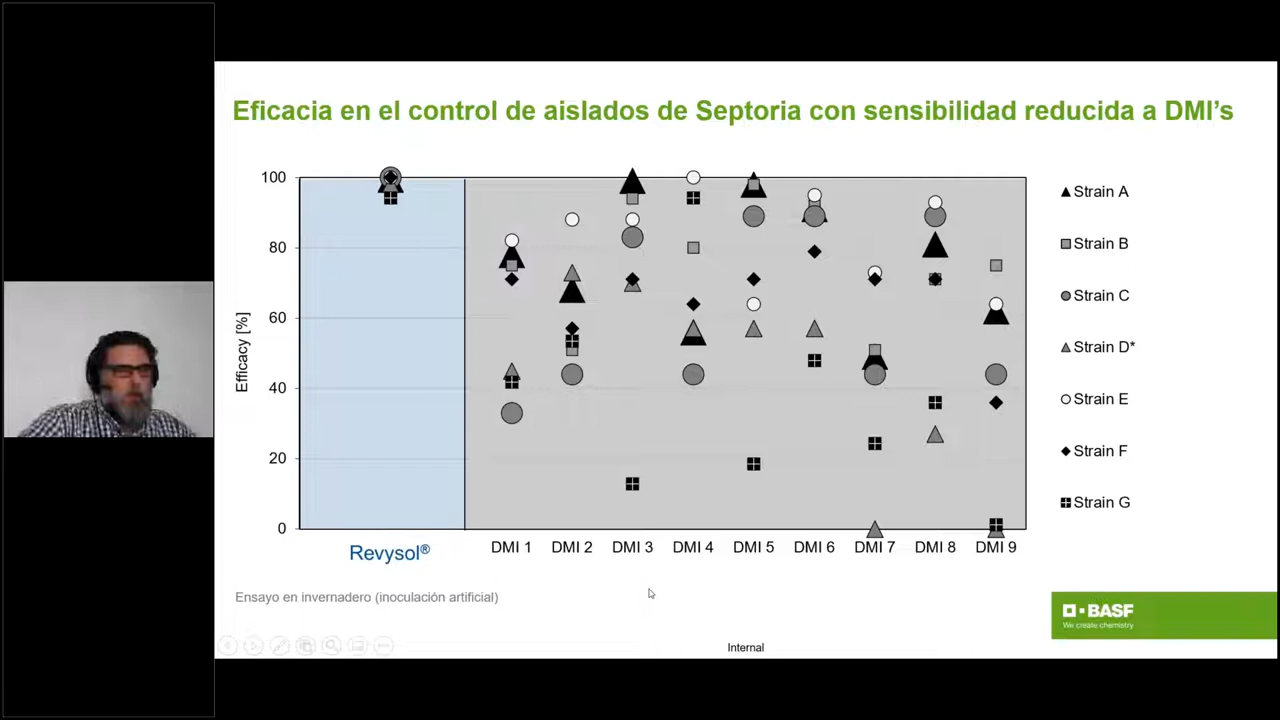 Eficacia en el control de aislados de Septoria con sensibilidad reducida a DMI's
100
80
60
40
20
0
Efficacy [%]
Revysol®
DMI 1
DMI 2
DMI 3
DMI 4
DMI 5
DMI 6
DMI 7
DMI 8
DMI 9
Strain A
Strain B
Strain C
Strain D*
Strain E
Strain F
Strain G
Ensayo en invernadero (inoculación artificial)
BASF
We create chemistry
Internal